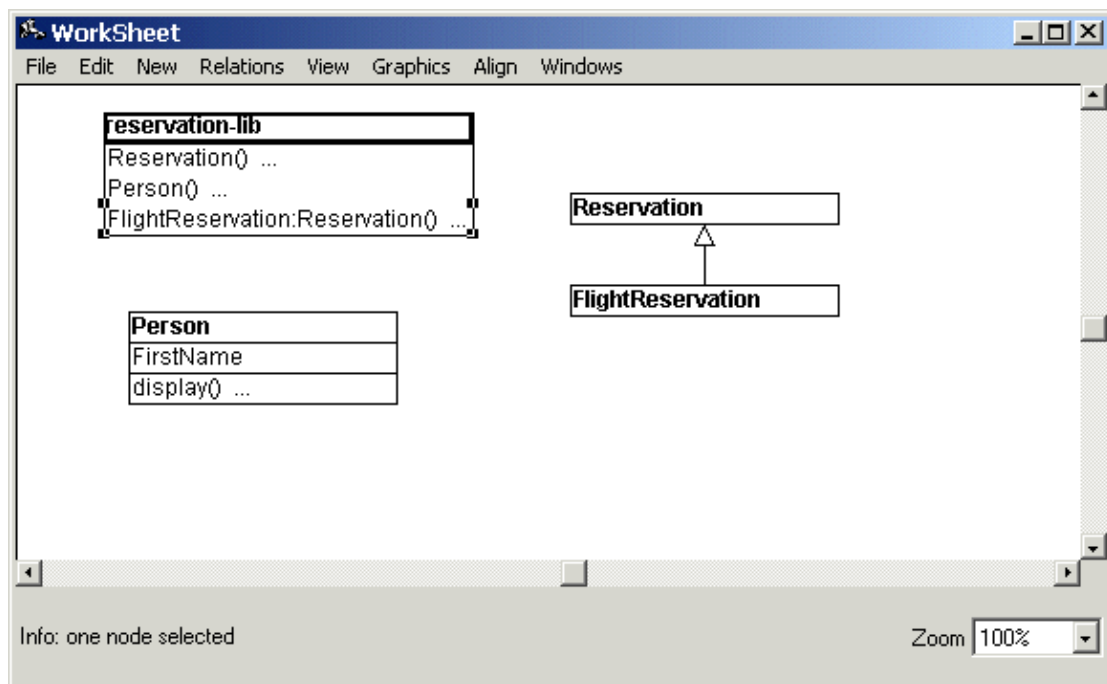 WorkSheet
File Edit New Relations View Graphics Align Windows
reservation-lib
Reservation() ...
Person() ...
FlightReservation:Reservation() ...
Reservation
FlightReservation
Person
FirstName
display() ...
Info: one node selected
Zoom 100%